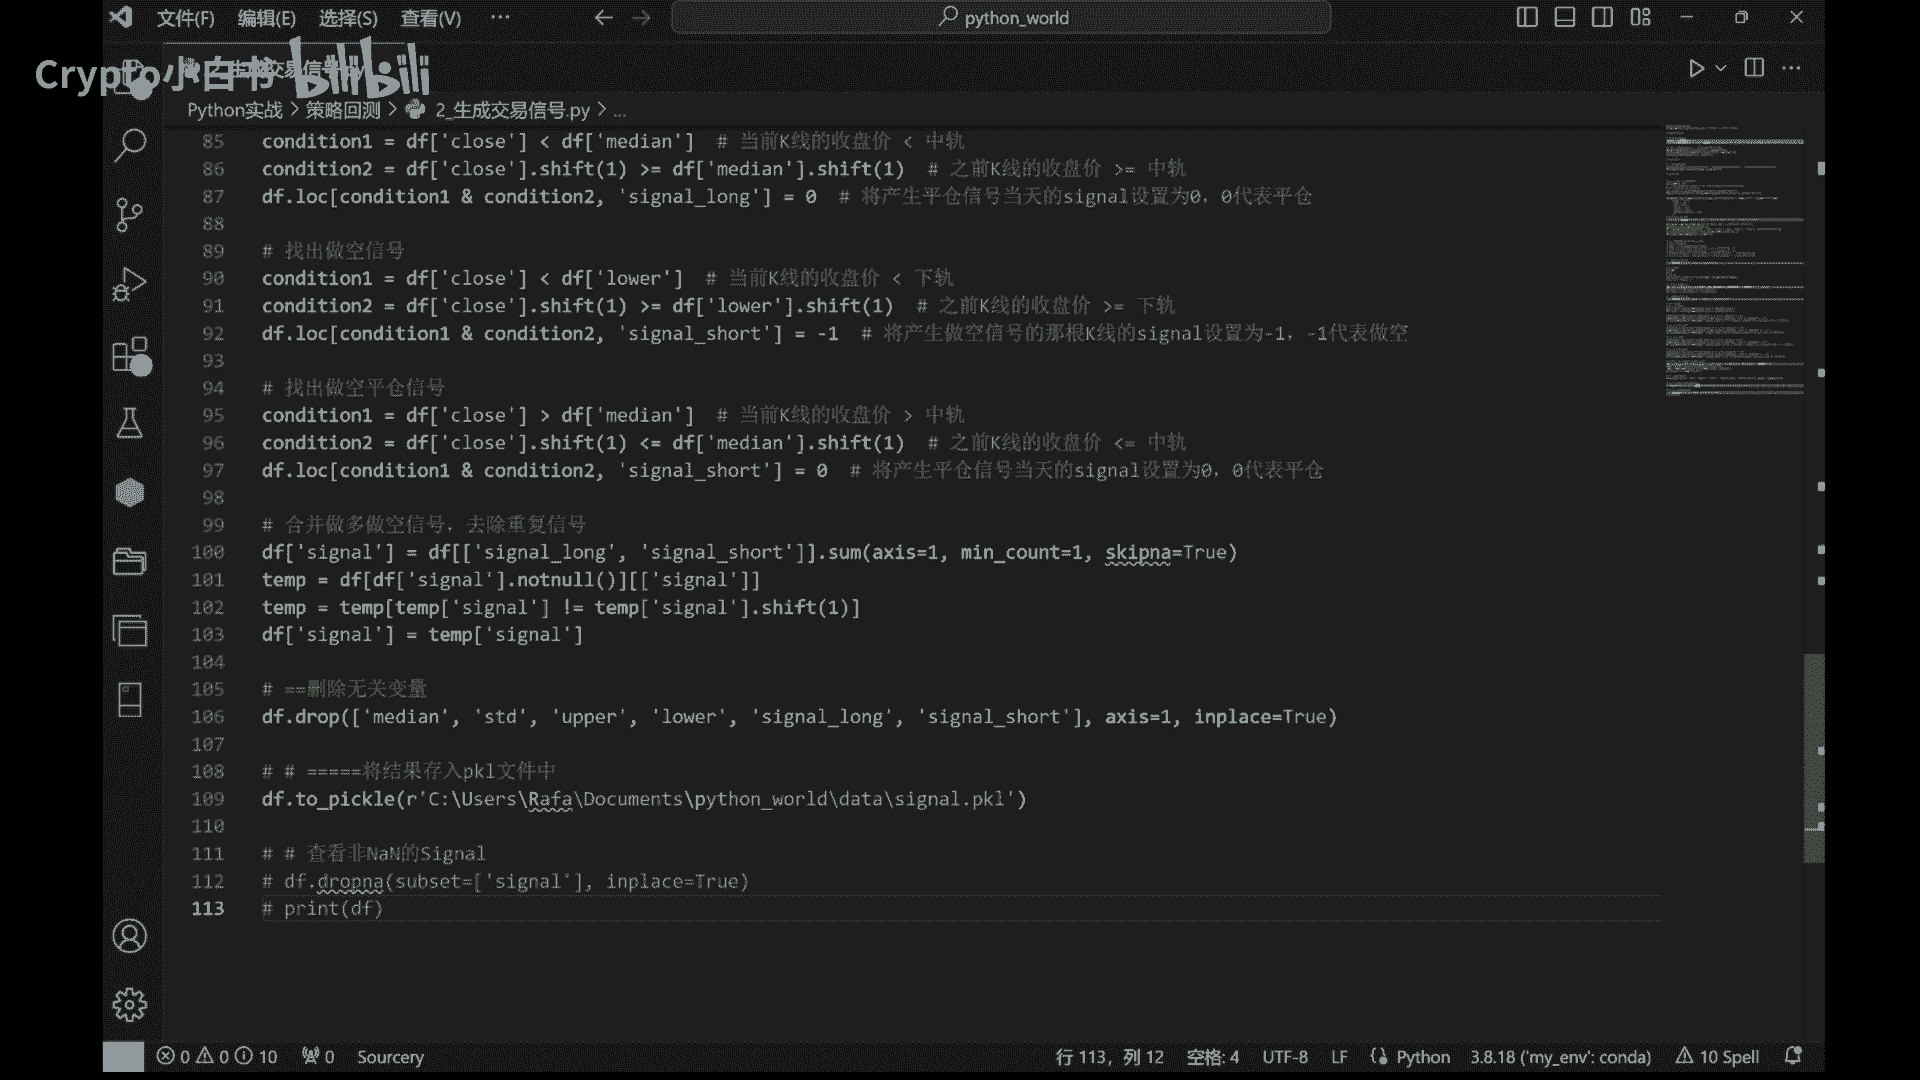 文件(F) 编辑(E) 选择(S) 查看(V) ··· python_world
Crypto小白书 bilibili
Python实战 > 策略回测 > 2_生成交易信号.py > ...
85 condition1 = df['close'] < df['median']  # 当前K线的收盘价 < 中轨
86 condition2 = df['close'].shift(1) >= df['median'].shift(1)  # 之前K线的收盘价 >= 中轨
87 df.loc[condition1 & condition2, 'signal_long'] = 0  # 将产生平仓信号当天的signal设置为0，0代表平仓
88
89 # 找出做空信号
90 condition1 = df['close'] < df['lower']  # 当前K线的收盘价 < 下轨
91 condition2 = df['close'].shift(1) >= df['lower'].shift(1)  # 之前K线的收盘价 >= 下轨
92 df.loc[condition1 & condition2, 'signal_short'] = -1  # 将产生做空信号的那根K线的signal设置为-1，-1代表做空
93
94 # 找出做空平仓信号
95 condition1 = df['close'] > df['median']  # 当前K线的收盘价 > 中轨
96 condition2 = df['close'].shift(1) <= df['median'].shift(1)  # 之前K线的收盘价 <= 中轨
97 df.loc[condition1 & condition2, 'signal_short'] = 0  # 将产生平仓信号当天的signal设置为0，0代表平仓
98
99 # 合并做多做空信号，去除重复信号
100 df['signal'] = df[['signal_long', 'signal_short']].sum(axis=1, min_count=1, skipna=True)
101 temp = df[df['signal'].notnull()][['signal']]
102 temp = temp[temp['signal'] != temp['signal'].shift(1)]
103 df['signal'] = temp['signal']
104
105 # ==删除无关变量
106 df.drop(['median', 'std', 'upper', 'lower', 'signal_long', 'signal_short'], axis=1, inplace=True)
107
108 # # =====将结果存入pkl文件中
109 df.to_pickle(r'C:\Users\Rafa\Documents\python_world\data\signal.pkl')
110
111 # # 查看非NaN的Signal
112 # df.dropna(subset=['signal'], inplace=True)
113 # print(df)
0 0 10 0 Sourcery 行 113，列 12 空格: 4 UTF-8 LF Python 3.8.18 ('my_env': conda) 10 Spell